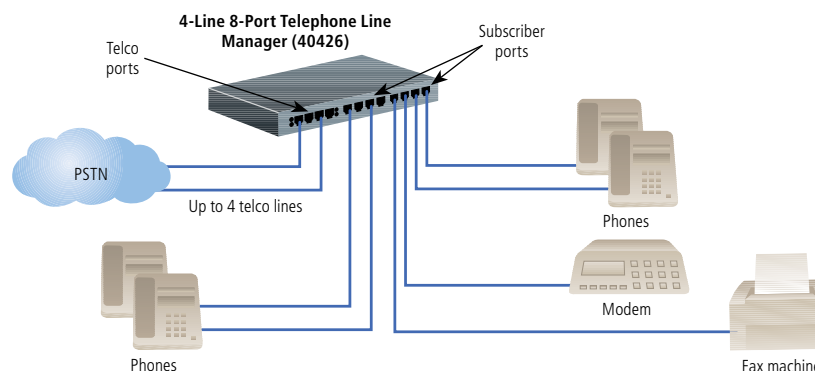 4-Line 8-Port Telephone Line
Manager (40426)
Telco
ports
Subscriber
ports
PSTN
Up to 4 telco lines
Phones
Modem
Phones
Fax machine